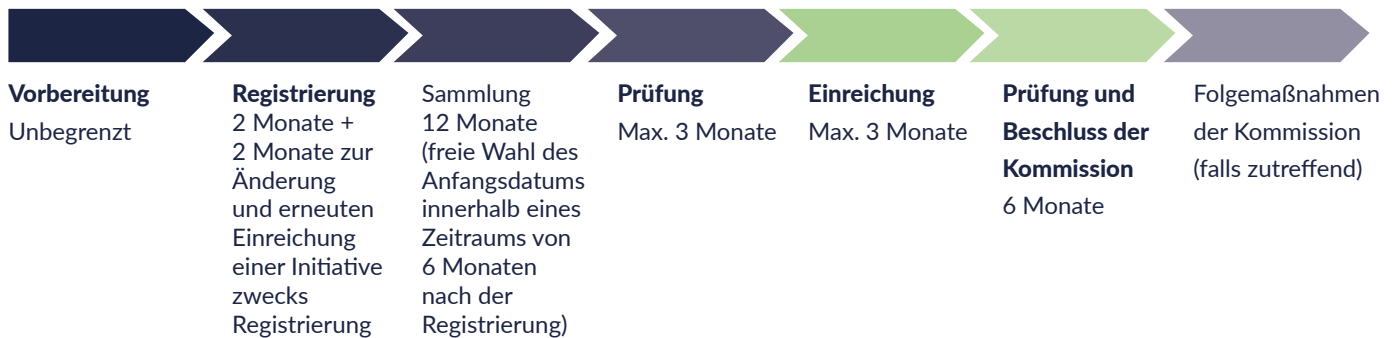 Vorbereitung
Unbegrenzt
Registrierung
2 Monate +
2 Monate zur
Änderung
und erneuten
Einreichung
einer Initiative
zwecks
Registrierung
Sammlung
12 Monate
(freie Wahl des
Anfangsdatums
innerhalb eines
Zeitraums von
6 Monaten
nach der
Registrierung)
Prüfung
Max. 3 Monate
Einreichung
Max. 3 Monate
Prüfung und
Beschluss der
Kommission
6 Monate
Folgemaßnahmen
der Kommission
(falls zutreffend)